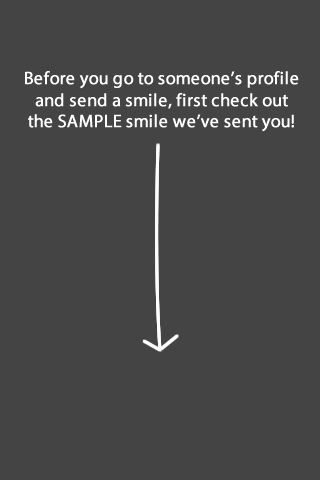 Before you go to someone's profile
and send a smile, first check out
the SAMPLE smile we've sent you!